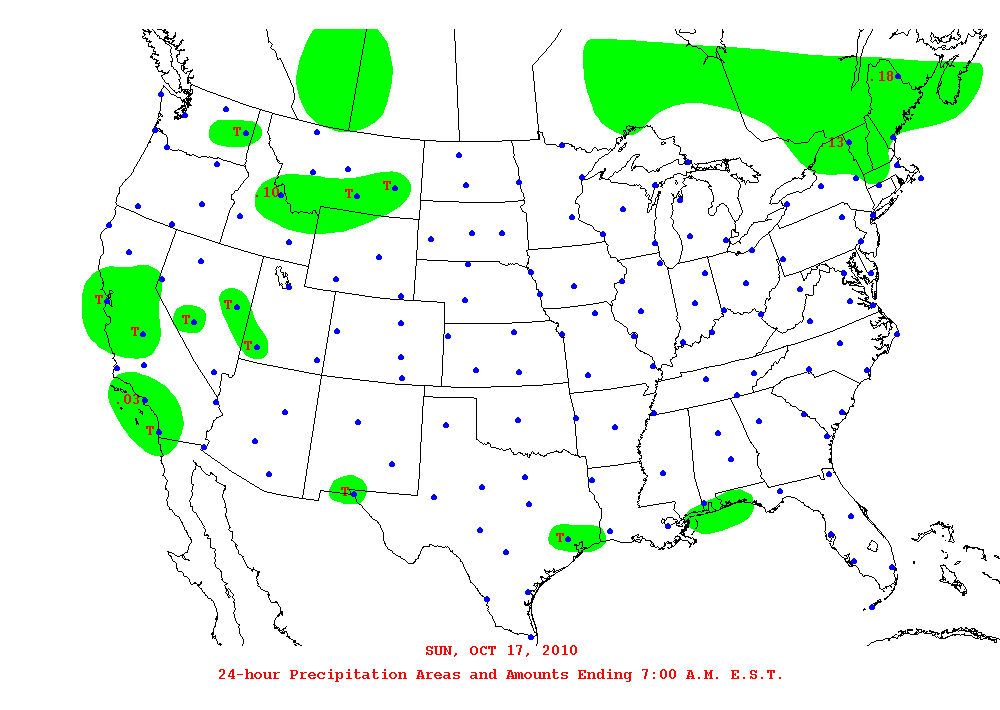 .18
T
.13
.10 T T
T T T
T T
.03
T
T
T
SUN, OCT 17, 2010
24-hour Precipitation Areas and Amounts Ending 7:00 A.M. E.S.T.